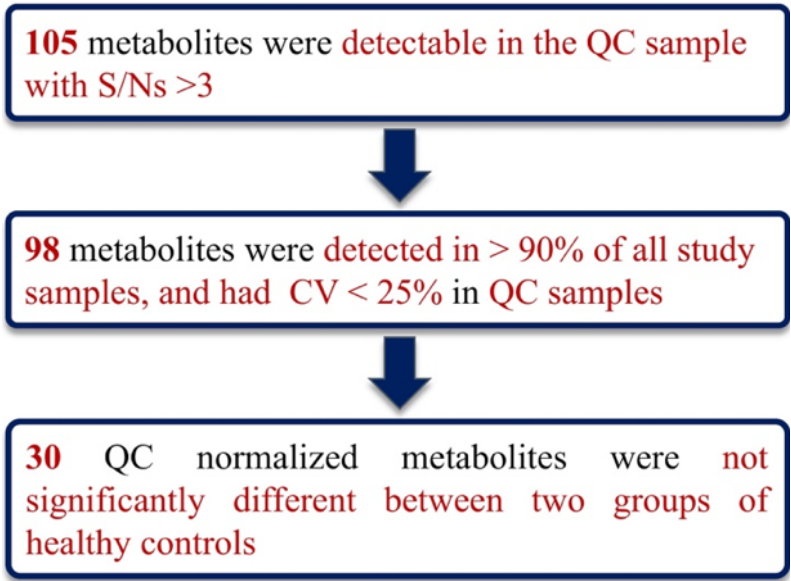 105 metabolites were detectable in the QC sample
with S/Ns >3
98 metabolites were detected in > 90% of all study
samples, and had CV < 25% in QC samples
30 QC normalized metabolites were not
significantly different between two groups of
healthy controls